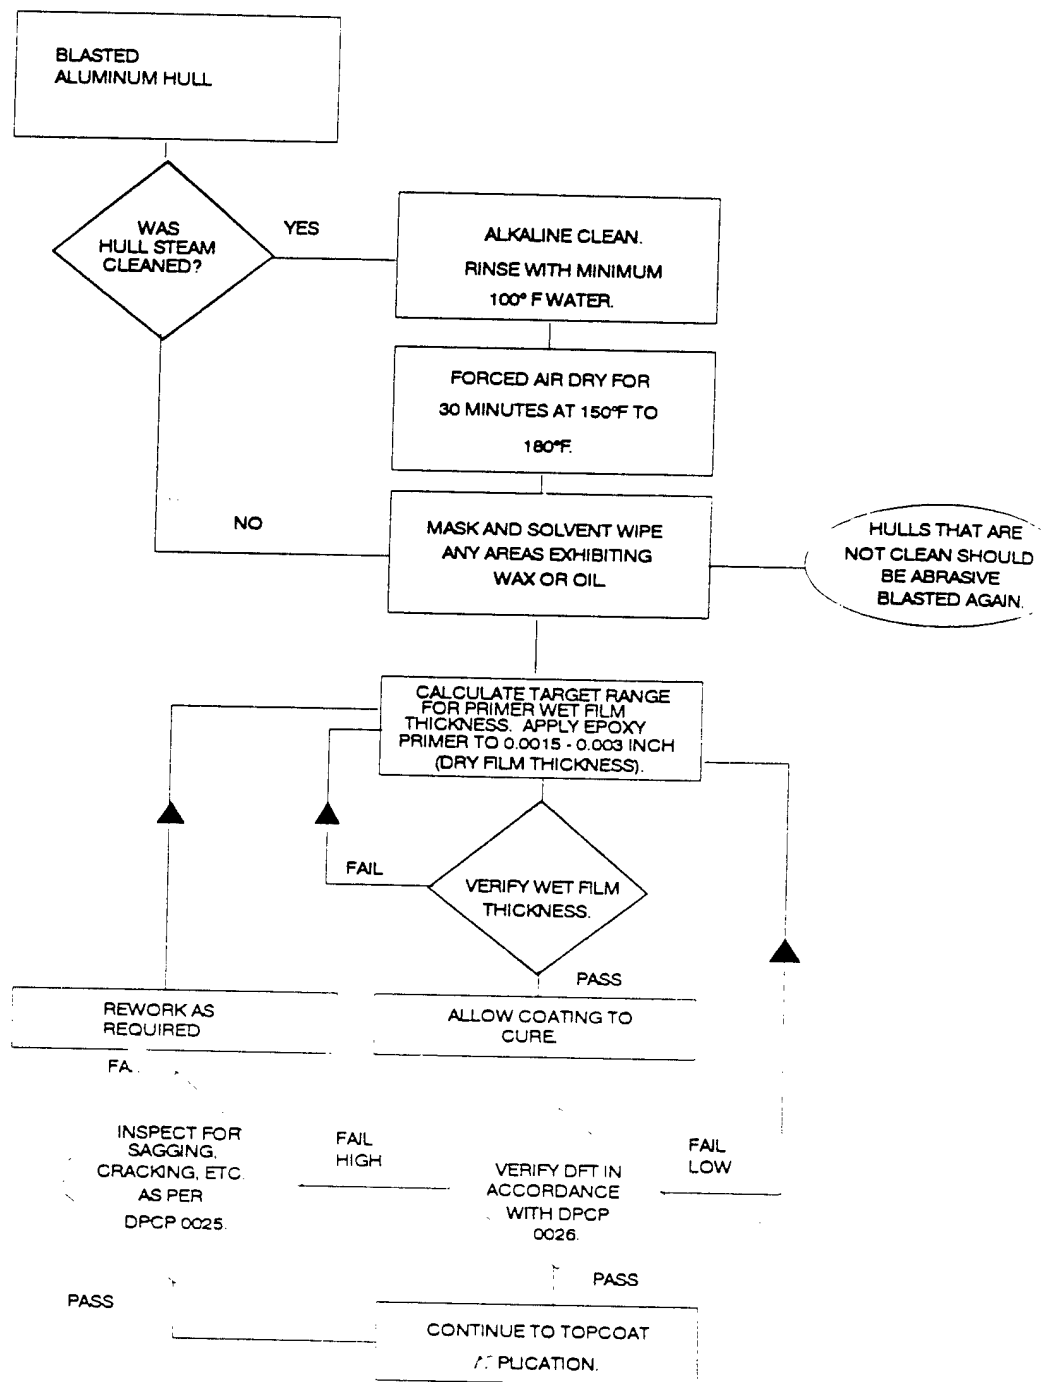 BLASTED
ALUMINUM HULL
WAS
HULL STEAM
CLEANED?
YES
ALKALINE CLEAN.
RINSE WITH MINIMUM
100° F WATER.
FORCED AIR DRY FOR
30 MINUTES AT 150°F TO
180°F.
NO
MASK AND SOLVENT WIPE
ANY AREAS EXHIBITING
WAX OR OIL
HULLS THAT ARE
NOT CLEAN SHOULD
BE ABRASIVE
BLASTED AGAIN.
CALCULATE TARGET RANGE
FOR PRIMER WET FILM
THICKNESS. APPLY EPOXY
PRIMER TO 0.0015 - 0.003 INCH
(DRY FILM THICKNESS).
FAIL
VERIFY WET FILM
THICKNESS.
PASS
REWORK AS
REQUIRED
ALLOW COATING TO
CURE.
INSPECT FOR
SAGGING,
CRACKING, ETC.
AS PER
DPCP 0025.
FAIL
HIGH
VERIFY DFT IN
ACCORDANCE
WITH DPCP
0026.
FAIL
LOW
PASS
PASS
CONTINUE TO TOPCOAT